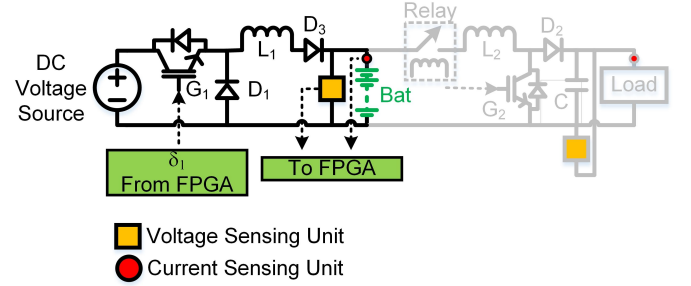 DC
Voltage
Source
G1
D1
L1
D3
Bat
Relay
L2
D2
G2
C
Load
δ1
From FPGA
To FPGA
Voltage Sensing Unit
Current Sensing Unit